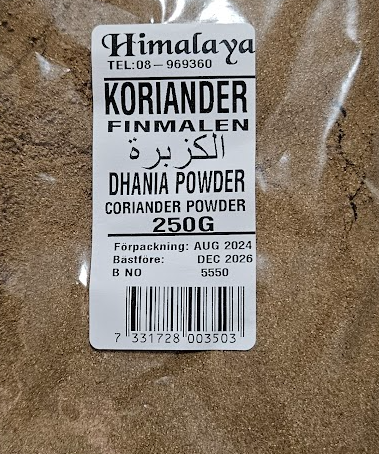 Himalaya
TEL:08-969360
KORIANDER
FINMALEN
الكزبرة
DHANIA POWDER
CORIANDER POWDER
250G
Förpackning: AUG 2024
Bastföre: DEC 2026
B NO 5550
7 331728 003503